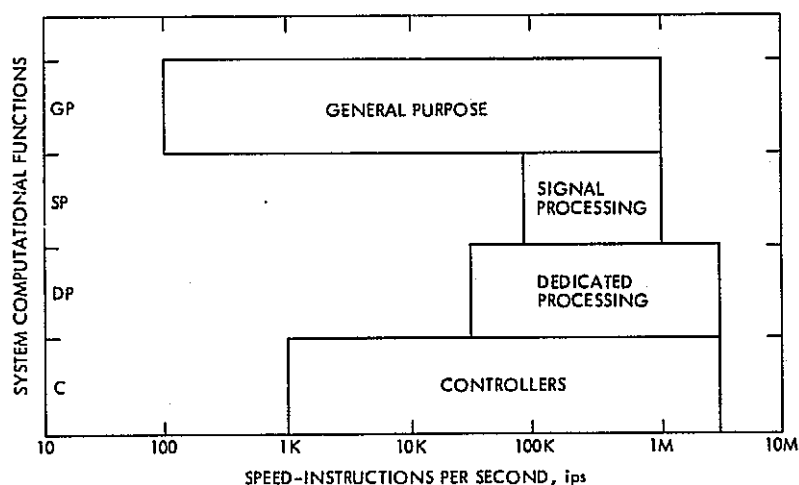 SYSTEM COMPUTATIONAL FUNCTIONS
GP
GENERAL PURPOSE
SP
SIGNAL
PROCESSING
DP
DEDICATED
PROCESSING
C
CONTROLLERS
10
100
1K
10K
100K
1M
10M
SPEED-INSTRUCTIONS PER SECOND, ips